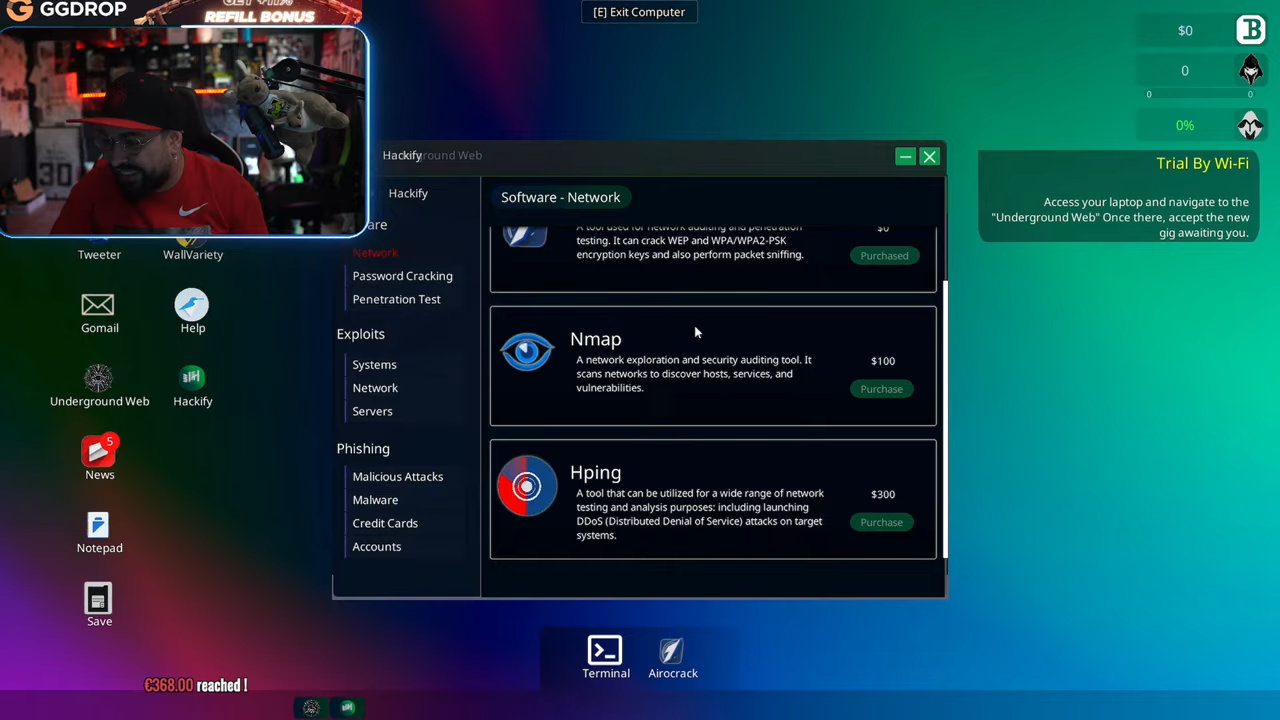 GGDROP
REFILL BONUS
[E] Exit Computer
$0
0
0 0
0%
Trial By Wi-Fi
Access your laptop and navigate to the
"Underground Web" Once there, accept the new
gig awaiting you.
30
Tweeter
WallVariety
Gomail
Help
Underground Web
Hackify
5
News
Notepad
Save
Hackify
Hackify
Network
Password Cracking
Penetration Test
Exploits
Systems
Network
Servers
Phishing
Malicious Attacks
Malware
Credit Cards
Accounts
Software - Network
A tool used for network auditing and penetration
testing. It can crack WEP and WPA/WPA2-PSK
encryption keys and also perform packet sniffing.
$0
Purchased
Nmap
A network exploration and security auditing tool. It
scans networks to discover hosts, services, and
vulnerabilities.
$100
Purchase
Hping
A tool that can be utilized for a wide range of network
testing and analysis purposes: including launching
DDoS (Distributed Denial of Service) attacks on target
systems.
$300
Purchase
Terminal
Airocrack
€368.00 reached !